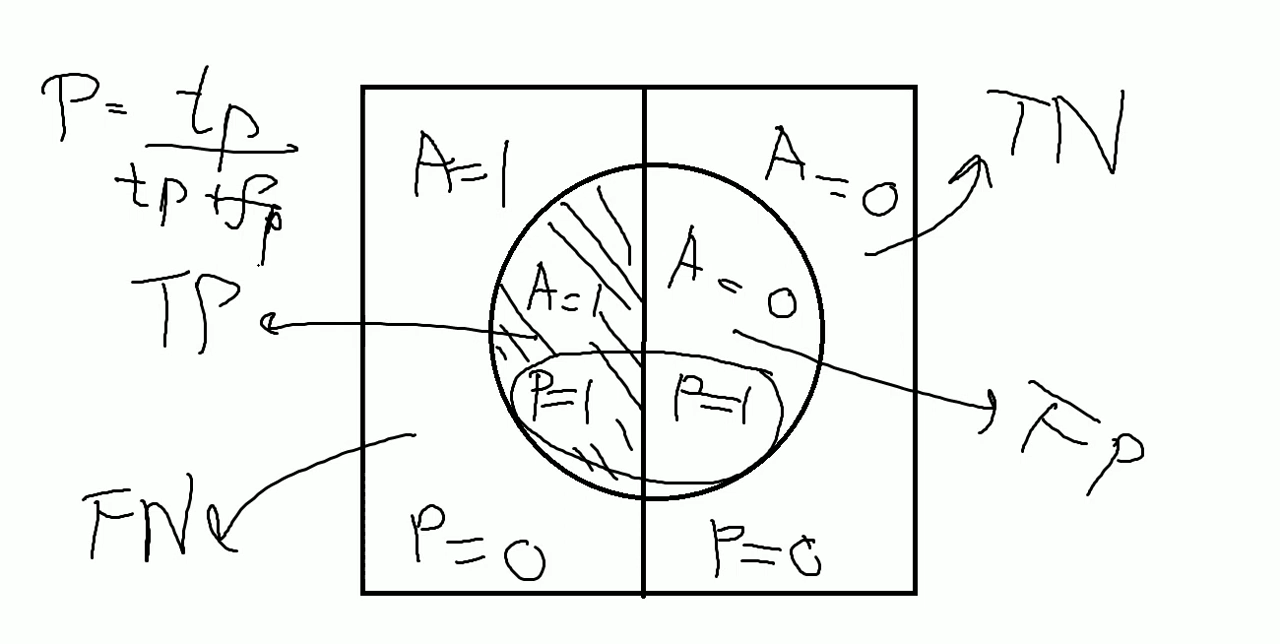 P = tp
tp + fp
A=1
A=0
TN
A=1
A=0
TP
P=1
P=1
Fp
FN
P=0
P=0